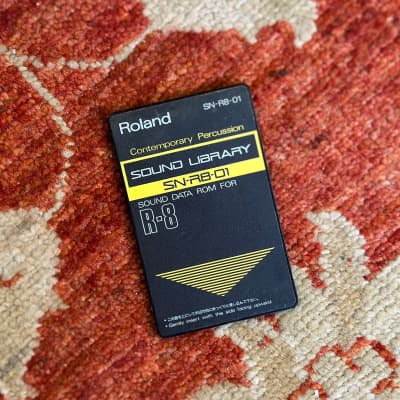 SN-R8-01
Roland
Contemporary Percussion
SOUND LIBRARY
SN-R8-01
SOUND DATA ROM FOR
R-8
• Gently insert with this side facing upward.